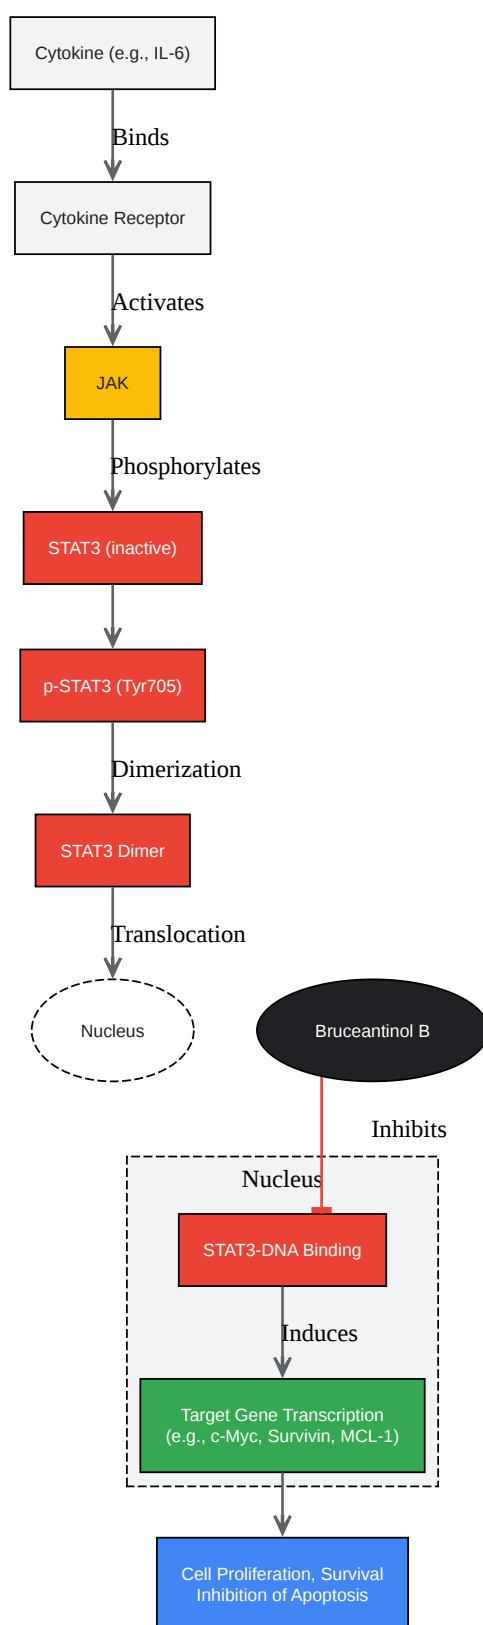 Cytokine (e.g., IL-6)
Binds
Cytokine Receptor
Activates
JAK
Phosphorylates
STAT3 (inactive)
p-STAT3 (Tyr705)
Dimerization
STAT3 Dimer
Translocation
Nucleus
Bruceantinol B
Inhibits
Nucleus
STAT3-DNA Binding
Induces
Target Gene Transcription
(e.g., c-Myc, Survivin, MCL-1)
Cell Proliferation, Survival
Inhibition of Apoptosis